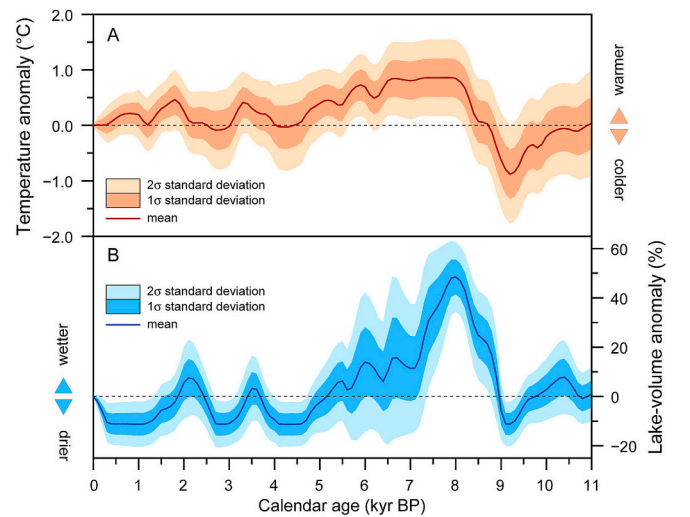 A
Temperature anomaly (°C)
2.0
1.0
0.0
−1.0
−2.0
2σ standard deviation
1σ standard deviation
mean
warmer
colder
B
2σ standard deviation
1σ standard deviation
mean
wetter
drier
60
40
20
0
−20
Lake-volume anomaly (%)
0 1 2 3 4 5 6 7 8 9 10 11
Calendar age (kyr BP)